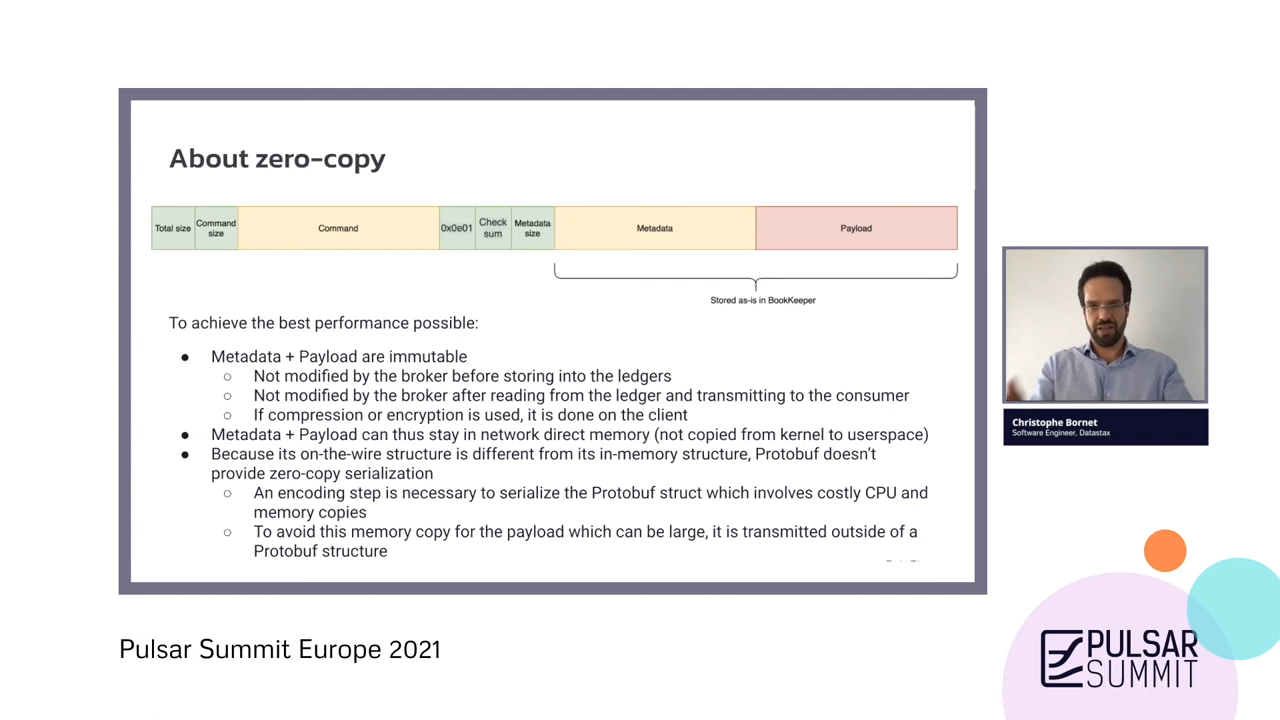 About zero-copy
Total size
Command
size
Command
0x0e01
Check
sum
Metadata
size
Metadata
Payload
Stored as-is in BookKeeper
To achieve the best performance possible:
● Metadata + Payload are immutable
○ Not modified by the broker before storing into the ledgers
○ Not modified by the broker after reading from the ledger and transmitting to the consumer
○ If compression or encryption is used, it is done on the client
● Metadata + Payload can thus stay in network direct memory (not copied from kernel to userspace)
● Because its on-the-wire structure is different from its in-memory structure, Protobuf doesn't
provide zero-copy serialization
○ An encoding step is necessary to serialize the Protobuf struct which involves costly CPU and
memory copies
○ To avoid this memory copy for the payload which can be large, it is transmitted outside of a
Protobuf structure
Christophe Bornet
Software Engineer, Datastax
Pulsar Summit Europe 2021
PULSAR
SUMMIT